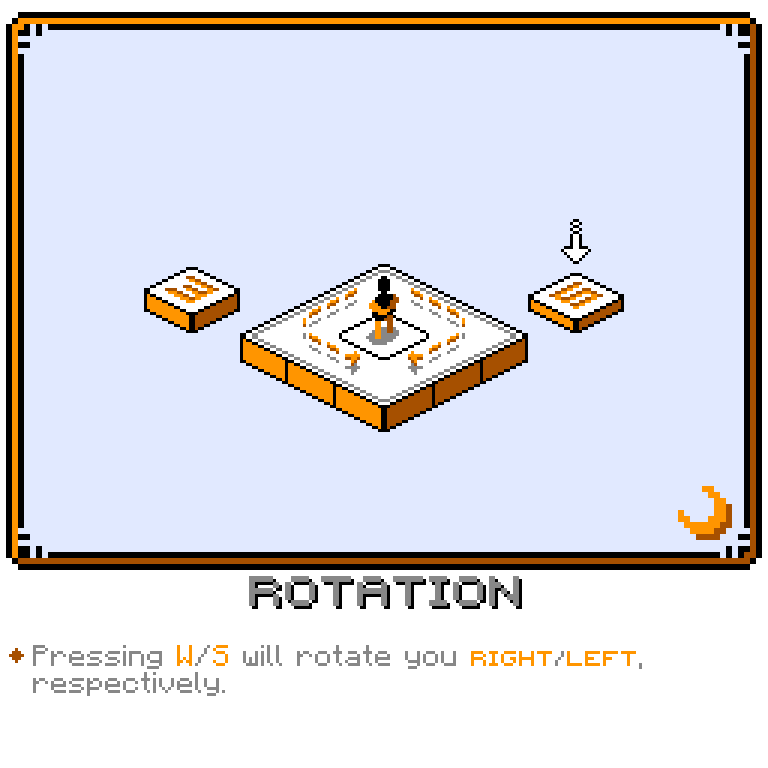 W
S
ROTATION
Pressing W/S will rotate you RIGHT/LEFT,
respectively.